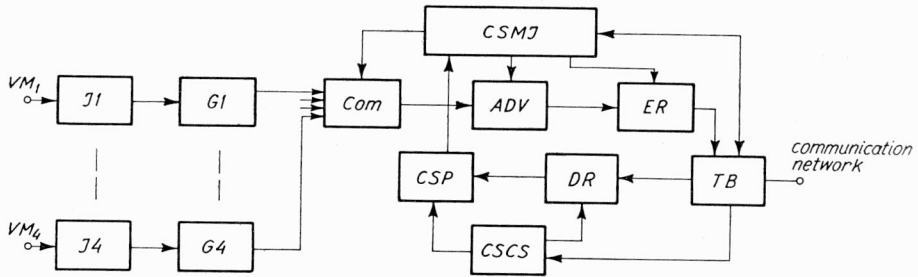 CSMJ
VM1
J1
G1
Com
ADV
ER
communication
network
CSP
DR
TB
VM4
J4
G4
CSCS